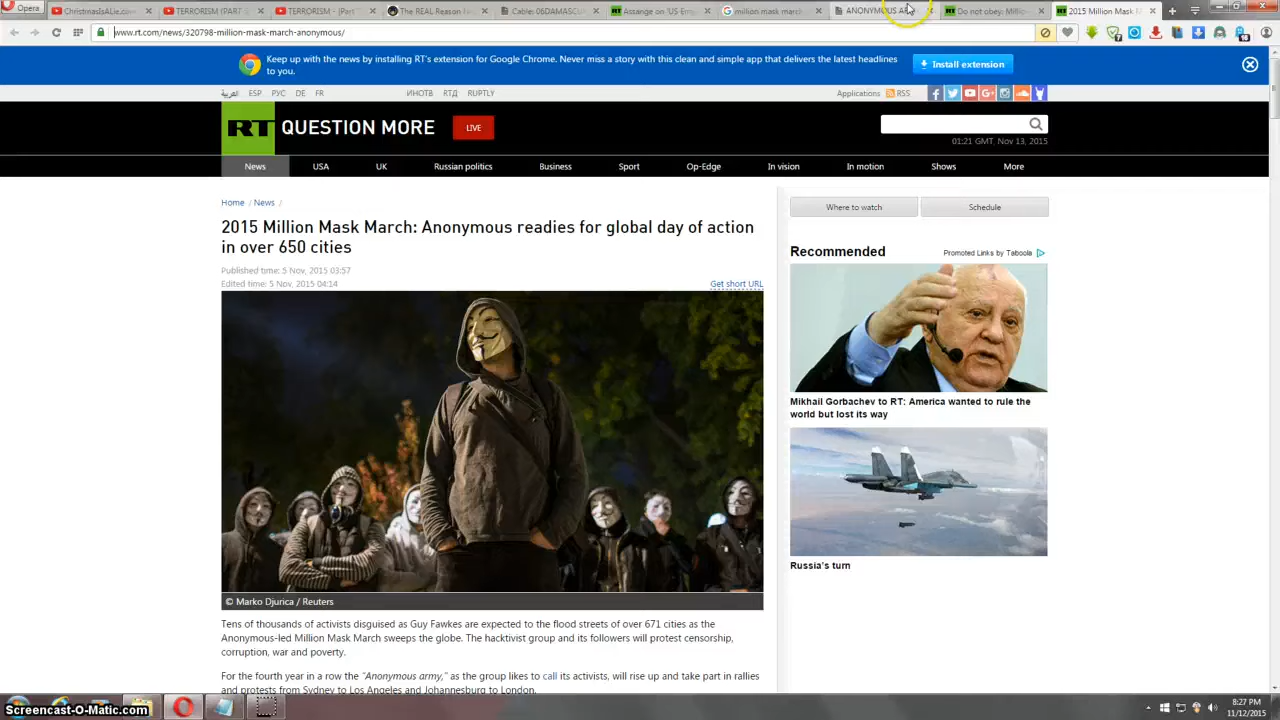 Opera
ChristmasIsALie.com
TERRORISM (PART
TERRORISM - [Part
The REAL Reason
Cable: 06DAMASCU
Assange on 'US Em
million mask march
ANONYMOUS
Do not obey: Milli
2015 Million Mask M
www.rt.com/news/320798-million-mask-march-anonymous/
Keep up with the news by installing RT's extension for Google Chrome. Never miss a story with this clean and simple app that delivers the latest headlines
to you.
Install extension
العربية ESP РУС DE FR ИНОТВ РТД RUPTLY
Applications RSS
RT QUESTION MORE LIVE
01:21 GMT, Nov 13, 2015
News USA UK Russian politics Business Sport Op-Edge In vision In motion Shows More
Home / News /
Where to watch Schedule
2015 Million Mask March: Anonymous readies for global day of action
in over 650 cities
Published time: 5 Nov, 2015 03:57
Edited time: 5 Nov, 2015 04:14
Get short URL
© Marko Djurica / Reuters
Tens of thousands of activists disguised as Guy Fawkes are expected to the flood streets of over 671 cities as the
Anonymous-led Million Mask March sweeps the globe. The hacktivist group and its followers will protest censorship,
corruption, war and poverty.
For the fourth year in a row the "Anonymous army," as the group likes to call its activists, will rise up and take part in rallies
and protests from Sydney to Los Angeles and Johannesburg to London.
Recommended
Promoted Links by Taboola
Mikhail Gorbachev to RT: America wanted to rule the
world but lost its way
Russia's turn
Screencast-O-Matic.com
8:27 PM
11/12/2015